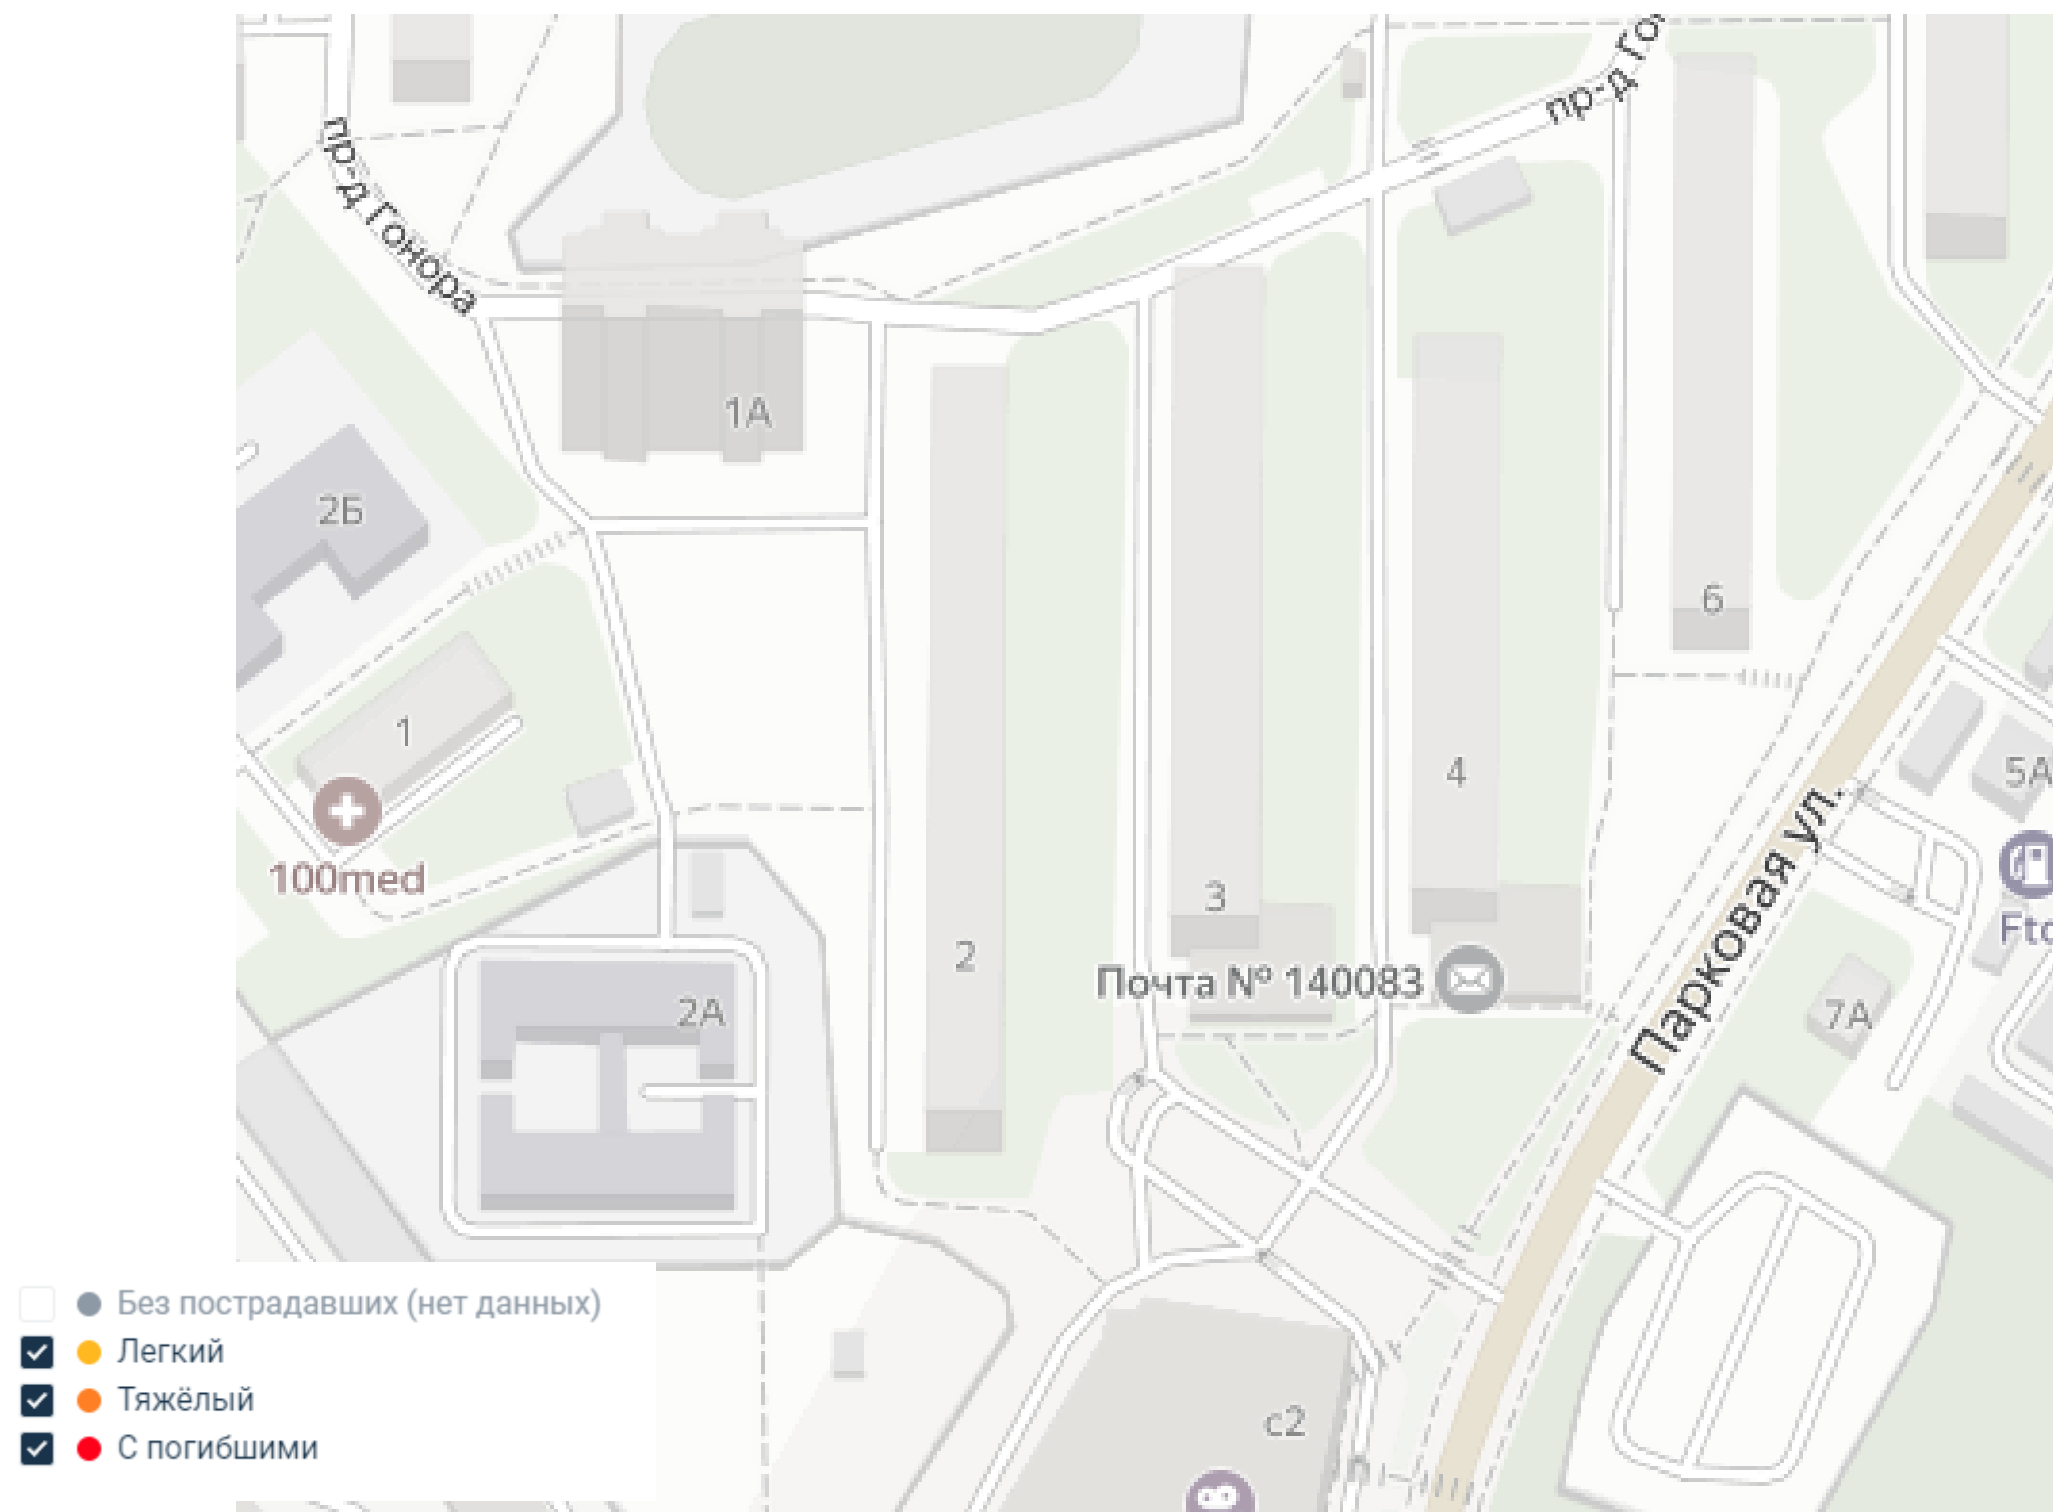 пр-д Го
пр-д Гонора
1А
2Б
6
1
4
5А
100med
3
Ftc
2
Почта № 140083
2А
7А
Парковая ул.
Без пострадавших (нет данных)
Легкий
Тяжёлый
С погибшими
с2